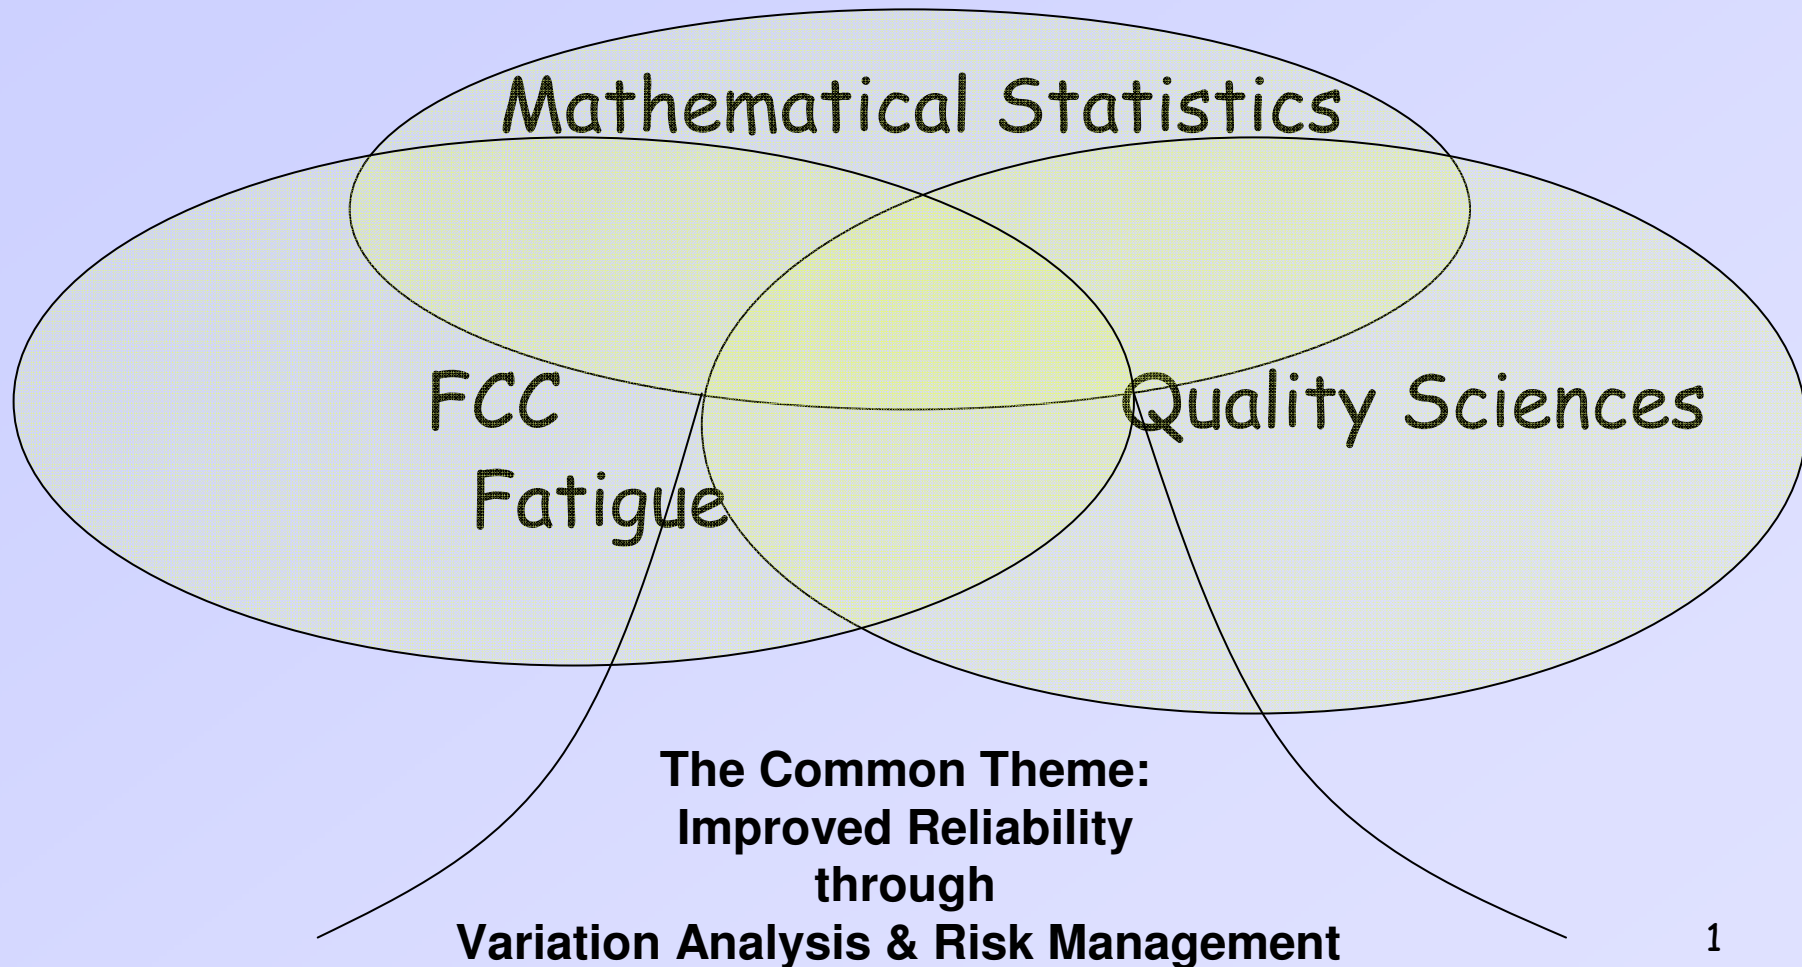 Mathematical Statistics
FCC
Quality Sciences
Fatigue
The Common Theme:
Improved Reliability
through
Variation Analysis & Risk Management
1